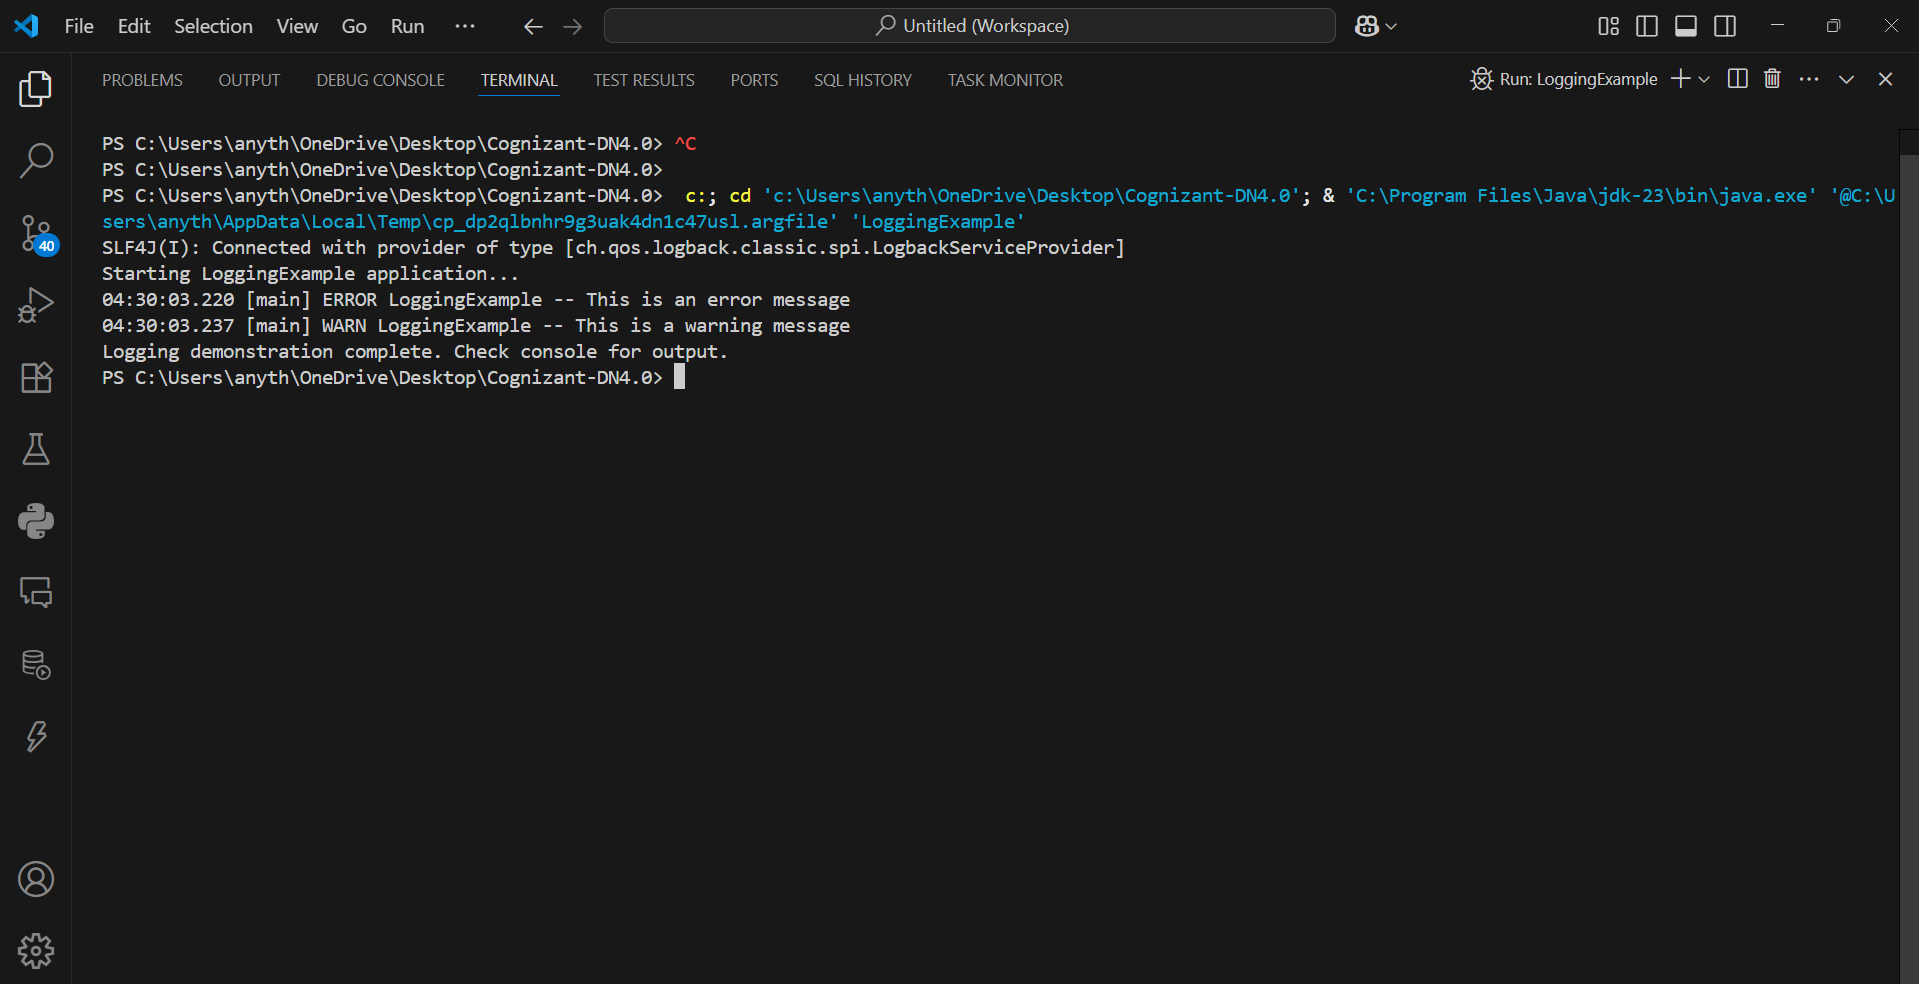 File Edit Selection View Go Run ··· Untitled (Workspace)
PROBLEMS OUTPUT DEBUG CONSOLE TERMINAL TEST RESULTS PORTS SQL HISTORY TASK MONITOR Run: LoggingExample
PS C:\Users\anyth\OneDrive\Desktop\Cognizant-DN4.0> ^C
PS C:\Users\anyth\OneDrive\Desktop\Cognizant-DN4.0>
PS C:\Users\anyth\OneDrive\Desktop\Cognizant-DN4.0>  c:; cd 'c:\Users\anyth\OneDrive\Desktop\Cognizant-DN4.0'; & 'C:\Program Files\Java\jdk-23\bin\java.exe' '@C:\U
sers\anyth\AppData\Local\Temp\cp_dp2qlbnhr9g3uak4dn1c47usl.argfile' 'LoggingExample'
SLF4J(I): Connected with provider of type [ch.qos.logback.classic.spi.LogbackServiceProvider]
Starting LoggingExample application...
04:30:03.220 [main] ERROR LoggingExample -- This is an error message
04:30:03.237 [main] WARN LoggingExample -- This is a warning message
Logging demonstration complete. Check console for output.
PS C:\Users\anyth\OneDrive\Desktop\Cognizant-DN4.0>
40